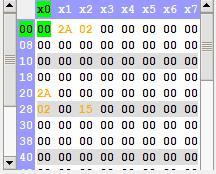 x0 x1 x2 x3 x4 x5 x6 x7
00 00 2A 02 00 00 00 00 00
08 00 00 00 00 00 00 00 00
10 00 00 00 00 00 00 00 00
18 00 00 00 00 00 00 00 00
20 2A 00 00 00 00 00 00 00
28 02 00 15 00 00 00 00 00
30 00 00 00 00 00 00 00 00
38 00 00 00 00 00 00 00 00
40 00 00 00 00 00 00 00 00